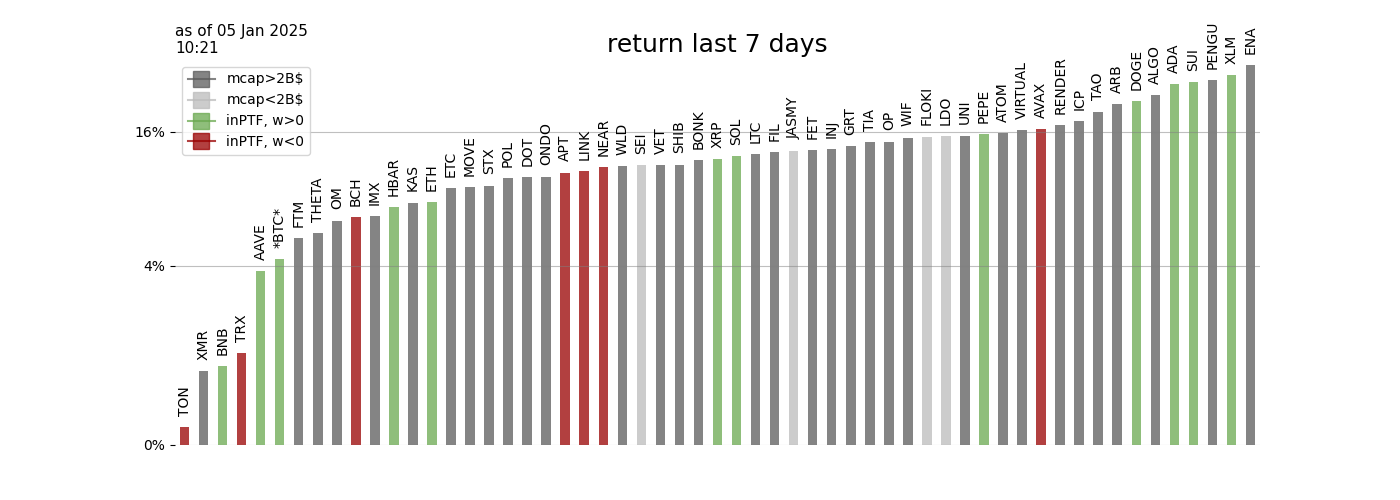 as of 05 Jan 2025
10:21
return last 7 days
mcap>2B$
mcap<2B$
inPTF, w>0
inPTF, w<0
16%
4%
0%
TON
XMR
BNB
TRX
AAVE
*BTC*
FTM
THETA
OM
BCH
IMX
HBAR
KAS
ETH
ETC
MOVE
STX
POL
DOT
ONDO
APT
LINK
NEAR
WLD
SEI
VET
SHIB
BONK
XRP
SOL
LTC
FIL
JASMY
FET
INJ
GRT
TIA
OP
WIF
FLOKI
LDO
UNI
PEPE
ATOM
VIRTUAL
AVAX
RENDER
ICP
TAO
ARB
DOGE
ALGO
ADA
SUI
PENGU
XLM
ENA